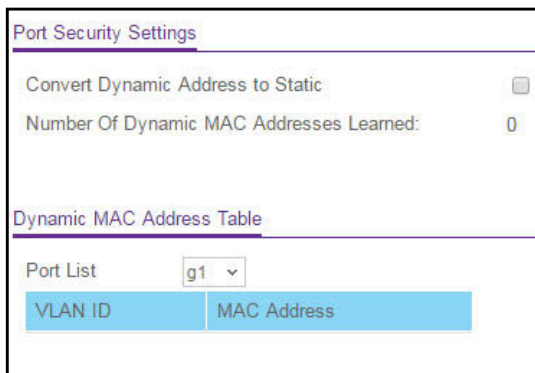 Port Security Settings
Convert Dynamic Address to Static
Number Of Dynamic MAC Addresses Learned: 0
Dynamic MAC Address Table
Port List g1
VLAN ID MAC Address